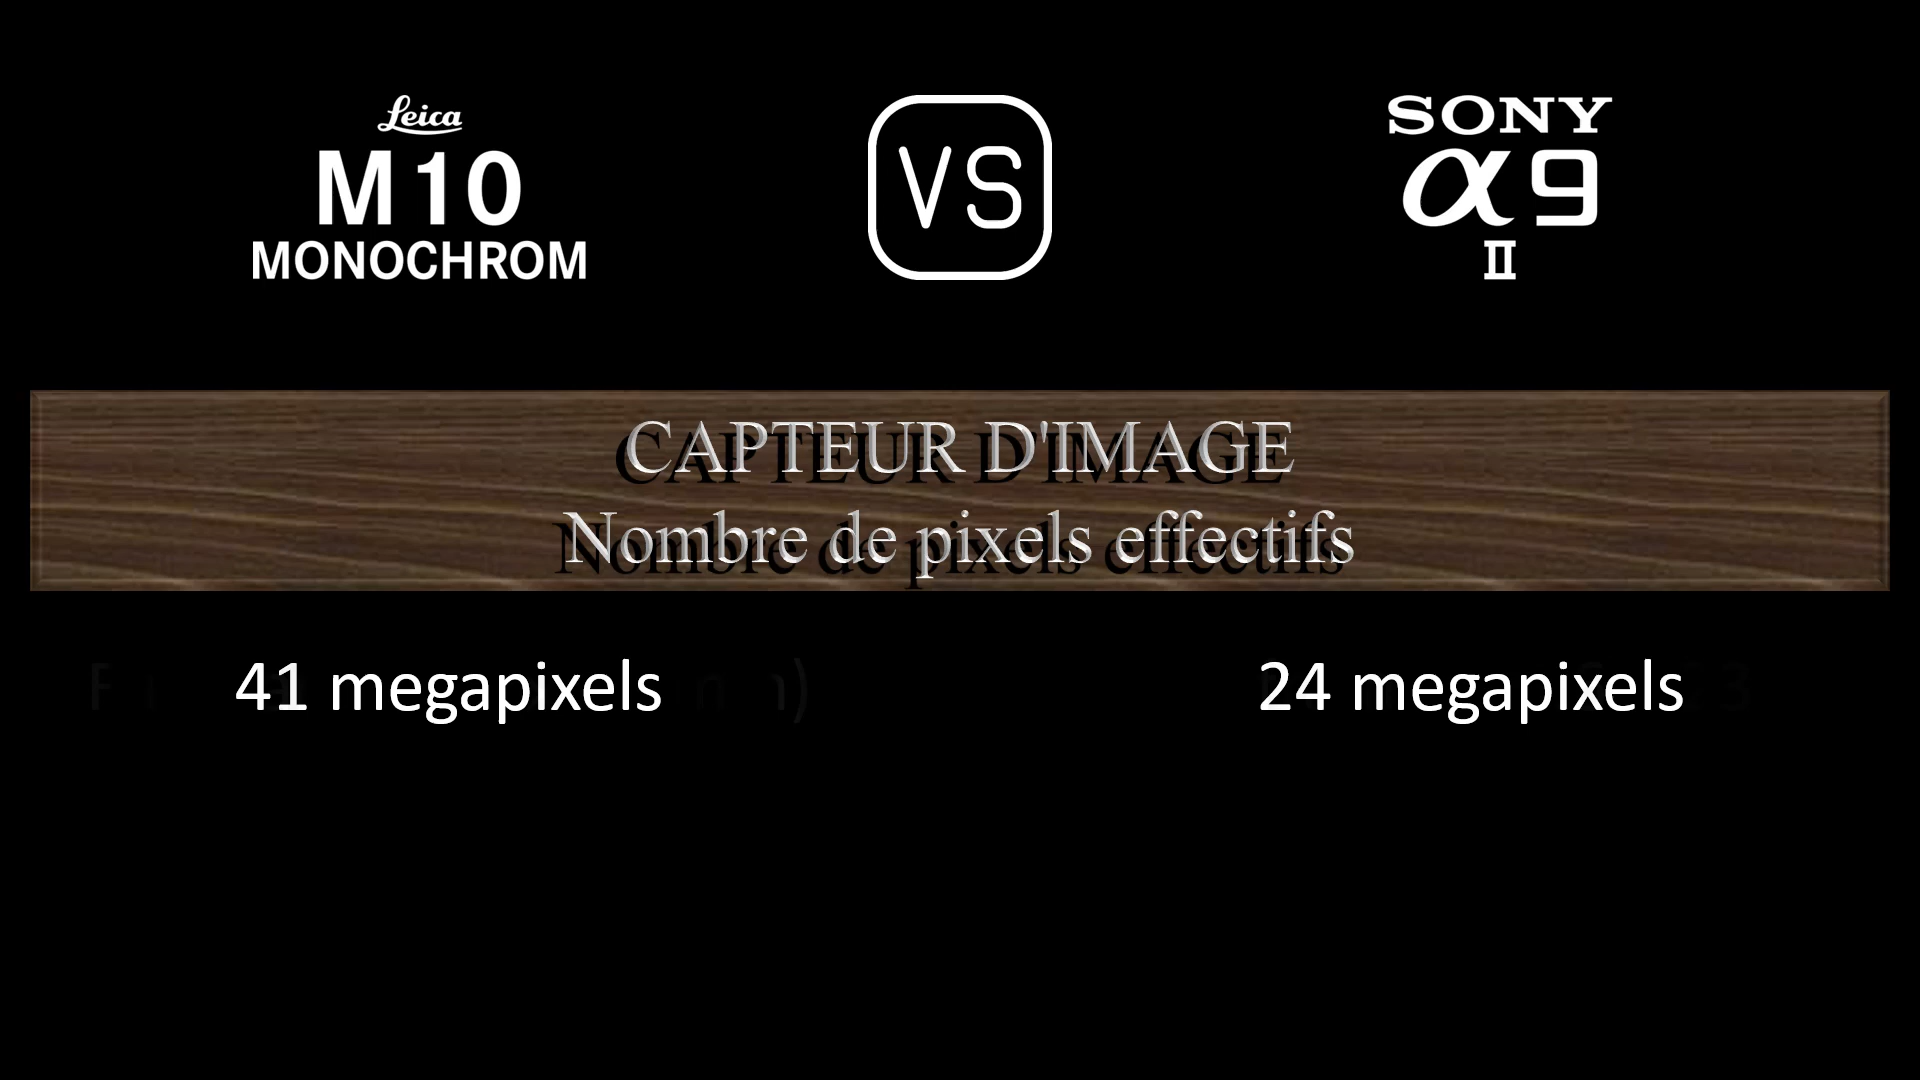 Leica
M10
MONOCHROM
VS
SONY
α9
II
CAPTEUR D'IMAGE
Nombre de pixels effectifs
41 megapixels
24 megapixels